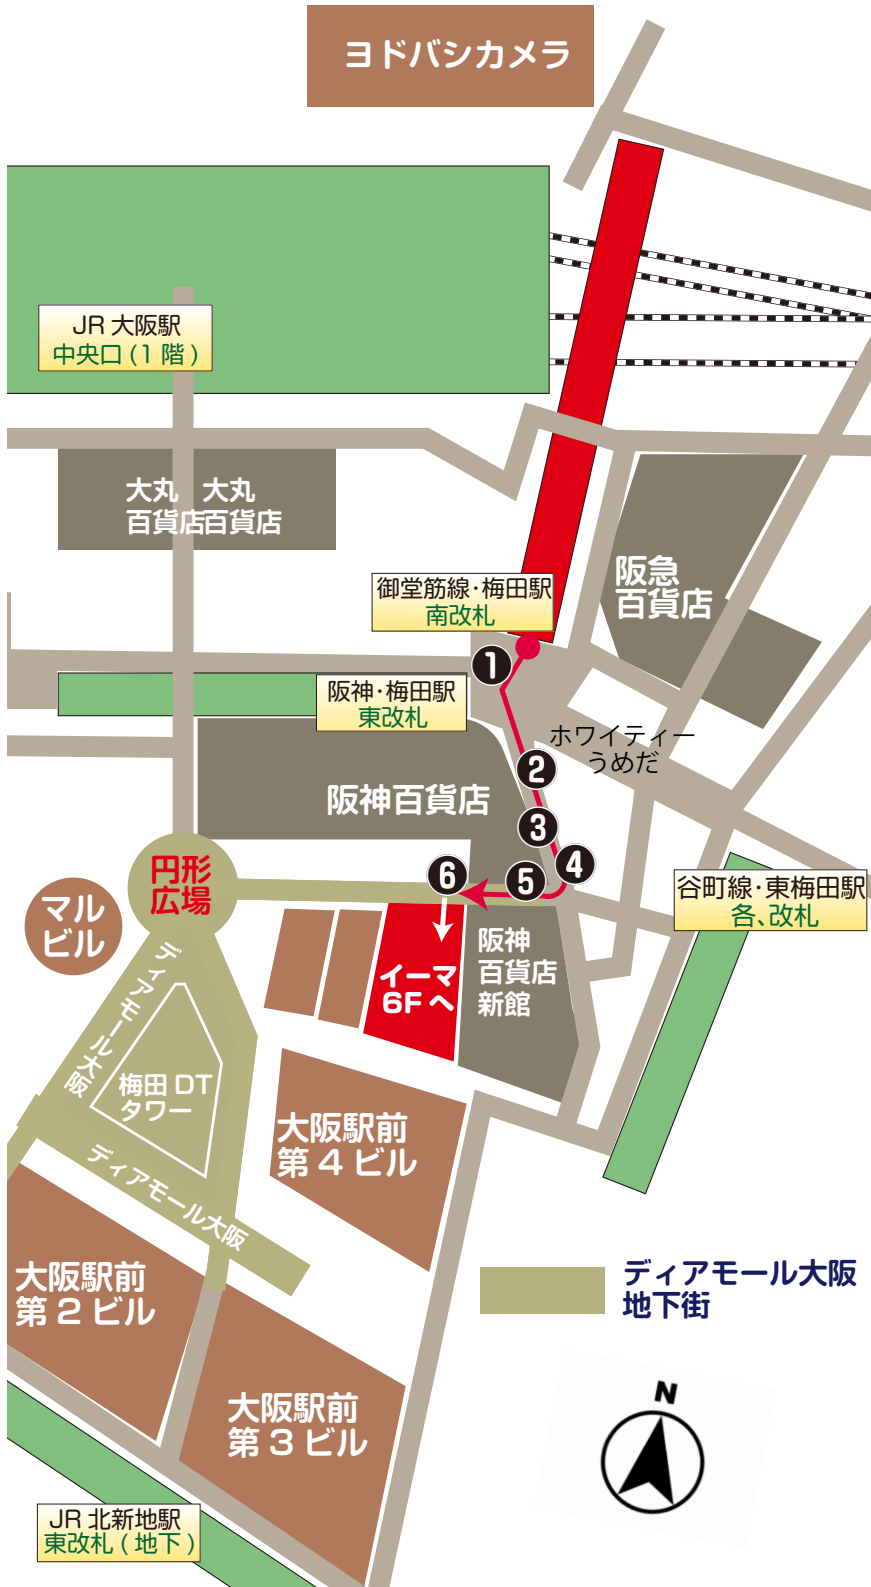 ヨドバシカメラ
JR 大阪駅
中央口 (1 階 )
大丸 大丸
百貨店百貨店
阪急
百貨店
御堂筋線・梅田駅
南改札
1
阪神・梅田駅
東改札
ホワイティー
うめだ
2
阪神百貨店
3
4
円形
広場
6
5
谷町線・東梅田駅
各、改札
マル
ビル
阪神
百貨店
新館
イーマ
6F へ
ディアモール大阪
梅田 DT
タワー
大阪駅前
第 4 ビル
ディアモール大阪
大阪駅前
第 2 ビル
ディアモール大阪
地下街
N
大阪駅前
第 3 ビル
JR 北新地駅
東改札 ( 地下 )